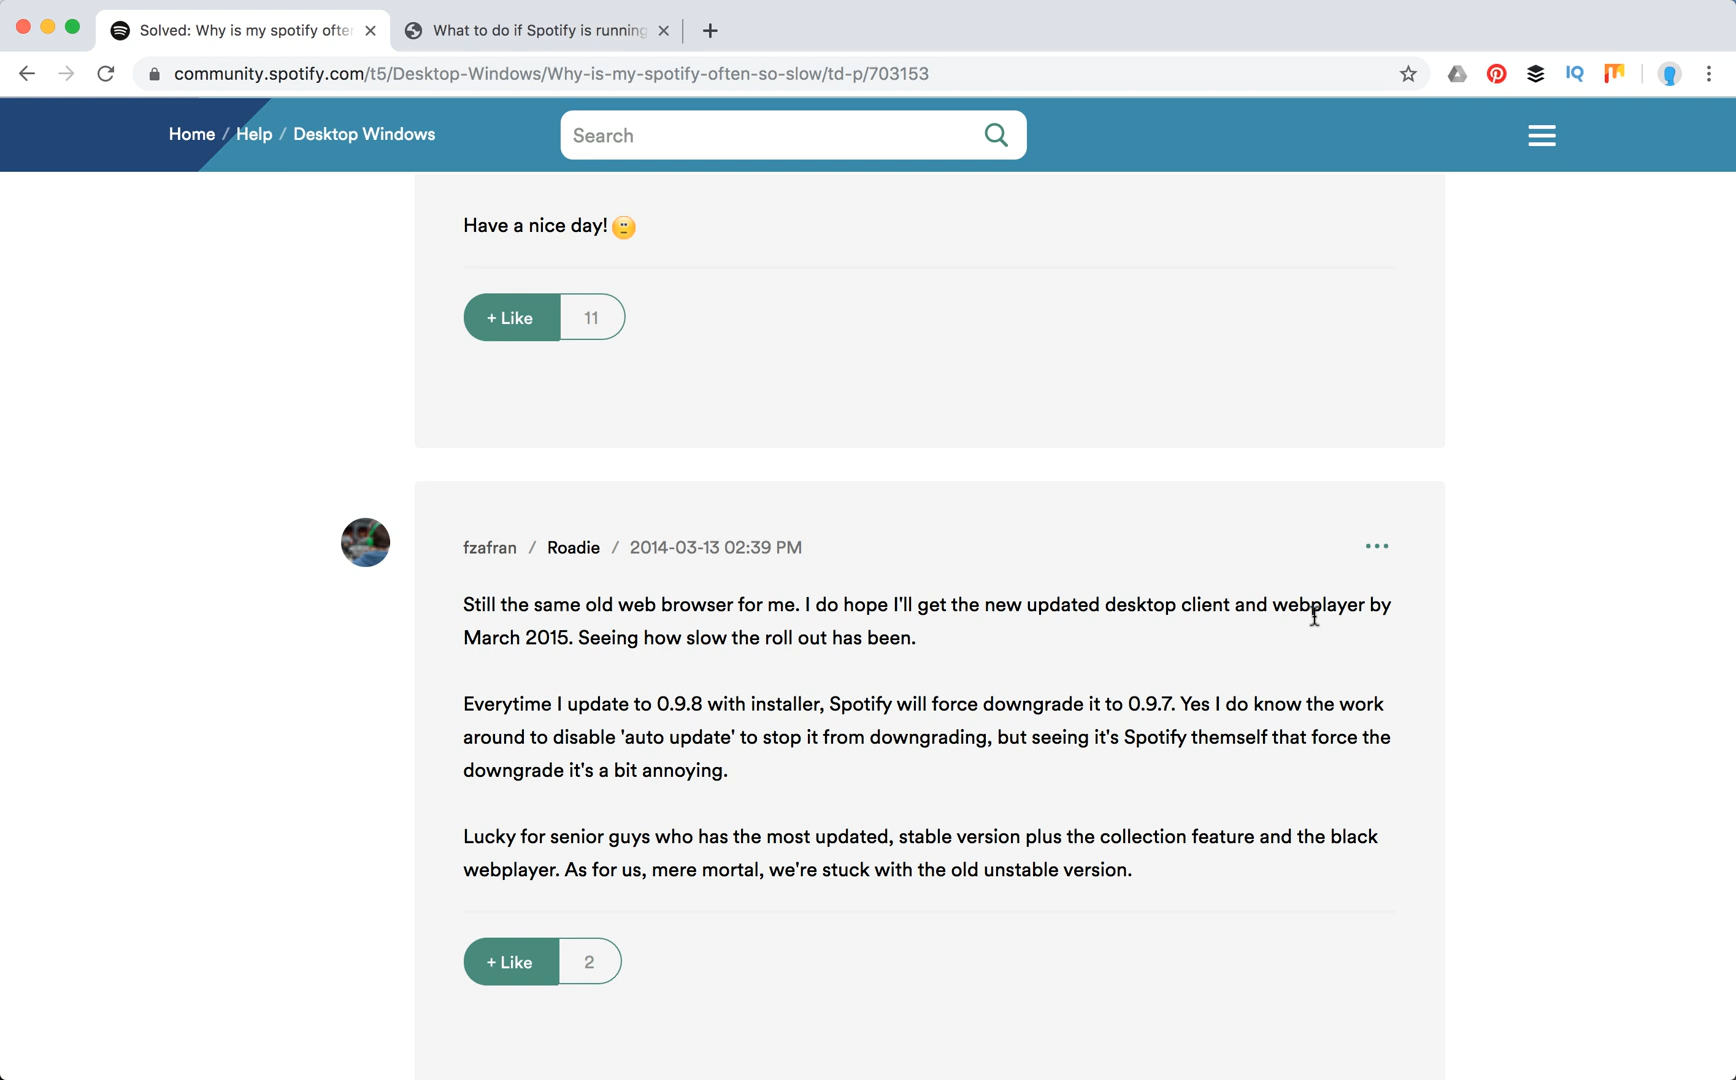 Solved: Why is my spotify ofte
What to do if Spotify is running
community.spotify.com/t5/Desktop-Windows/Why-is-my-spotify-often-so-slow/td-p/703153
IQ
Home / Help / Desktop Windows
Search
Have a nice day!
+ Like 11
fzafran / Roadie / 2014-03-13 02:39 PM
Still the same old web browser for me. I do hope I'll get the new updated desktop client and webplayer by
March 2015. Seeing how slow the roll out has been.
Everytime I update to 0.9.8 with installer, Spotify will force downgrade it to 0.9.7. Yes I do know the work
around to disable 'auto update' to stop it from downgrading, but seeing it's Spotify themself that force the
downgrade it's a bit annoying.
Lucky for senior guys who has the most updated, stable version plus the collection feature and the black
webplayer. As for us, mere mortal, we're stuck with the old unstable version.
+ Like 2